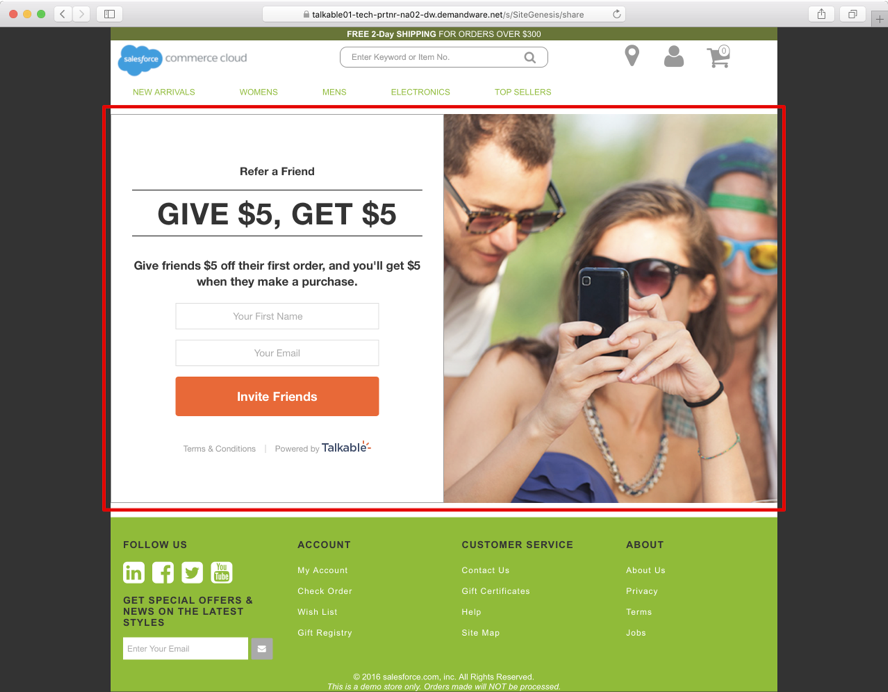 talkable01-tech-prtnr-na02-dw.demandware.net/s/SiteGenesis/share
FREE 2-Day SHIPPING FOR ORDERS OVER $300
salesforce commerce cloud
Enter Keyword or Item No.
0
NEW ARRIVALS WOMENS MENS ELECTRONICS TOP SELLERS
Refer a Friend
GIVE $5, GET $5
Give friends $5 off their first order, and you'll get $5
when they make a purchase.
Your First Name
Your Email
Invite Friends
Terms & Conditions | Powered by Talkable
FOLLOW US
in f You Tube
GET SPECIAL OFFERS &
NEWS ON THE LATEST
STYLES
Enter Your Email
ACCOUNT
My Account
Check Order
Wish List
Gift Registry
CUSTOMER SERVICE
Contact Us
Gift Certificates
Help
Site Map
ABOUT
About Us
Privacy
Terms
Jobs
© 2016 salesforce.com, inc. All Rights Reserved.
This is a demo store only. Orders made will NOT be processed.